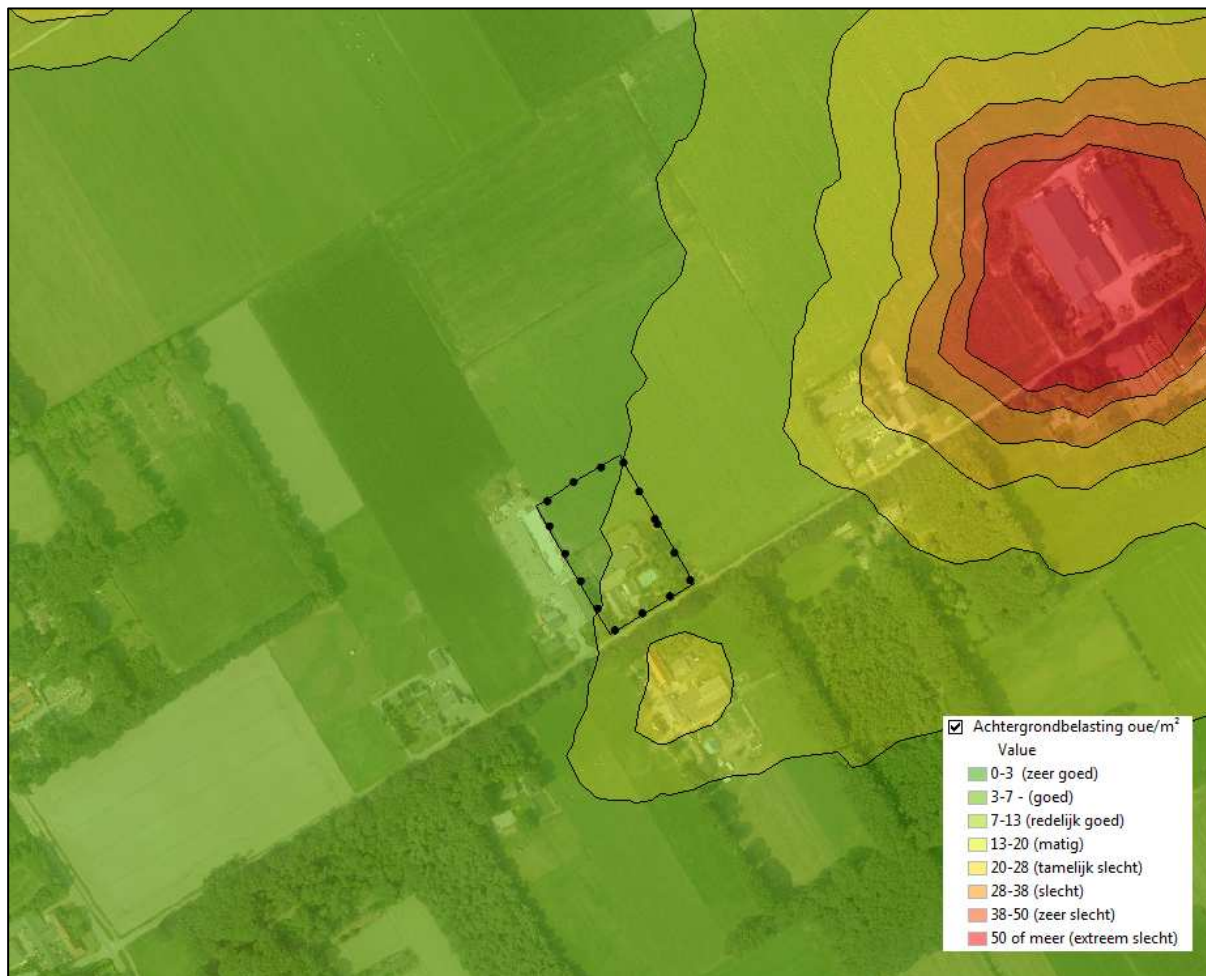 Achtergrondbelasting oue/m²
Value
0-3 (zeer goed)
3-7 - (goed)
7-13 (redelijk goed)
13-20 (matig)
20-28 (tamelijk slecht)
28-38 (slecht)
38-50 (zeer slecht)
50 of meer (extreem slecht)